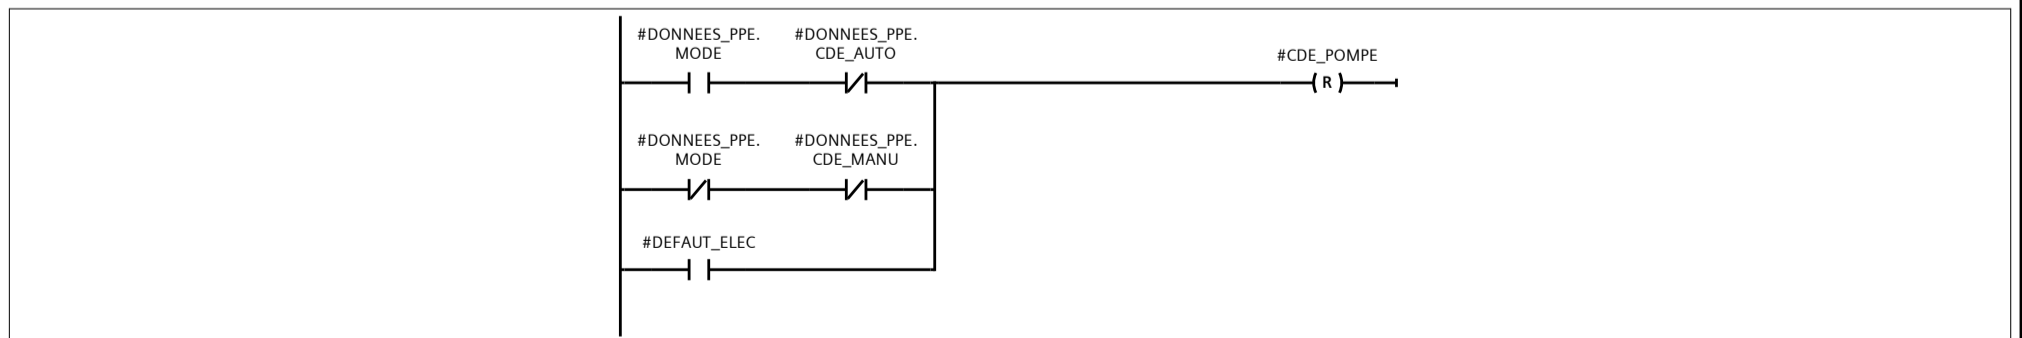 #DONNEES_PPE.
MODE
#DONNEES_PPE.
CDE_AUTO
#CDE_POMPE
R
#DONNEES_PPE.
MODE
#DONNEES_PPE.
CDE_MANU
#DEFAUT_ELEC